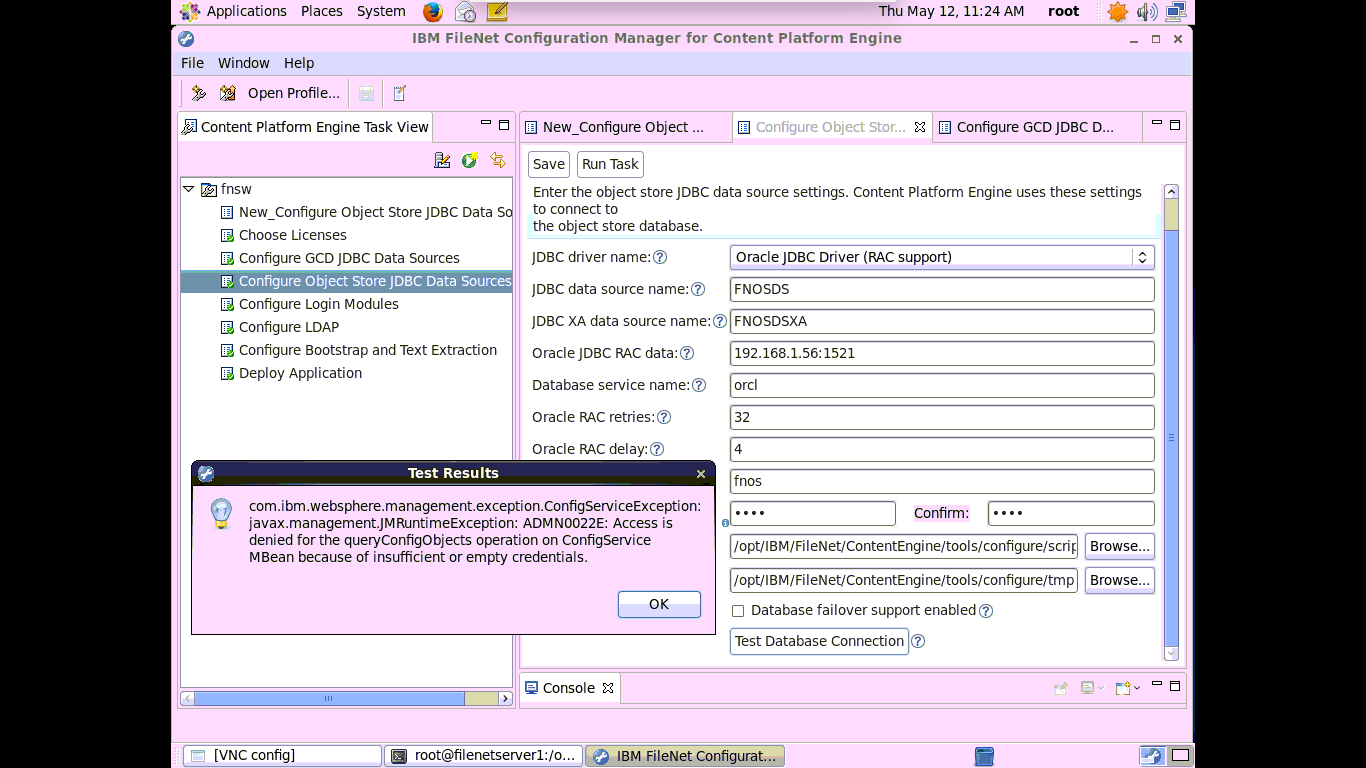 Applications Places System
Thu May 12, 11:24 AM root
IBM FileNet Configuration Manager for Content Platform Engine
File Window Help
Open Profile...
Content Platform Engine Task View
New_Configure Object ...
Configure Object Stor...
Configure GCD JDBC D...
Save
Run Task
fnsw
New_Configure Object Store JDBC Data So
Choose Licenses
Configure GCD JDBC Data Sources
Configure Object Store JDBC Data Sources
Configure Login Modules
Configure LDAP
Configure Bootstrap and Text Extraction
Deploy Application
Enter the object store JDBC data source settings. Content Platform Engine uses these settings
to connect to
the object store database.
JDBC driver name: Oracle JDBC Driver (RAC support)
JDBC data source name: FNOSDS
JDBC XA data source name: FNOSDSXA
Oracle JDBC RAC data: 192.168.1.56:1521
Database service name: orcl
Oracle RAC retries: 32
Oracle RAC delay: 4
fnos
•••• Confirm: ••••
/opt/IBM/FileNet/ContentEngine/tools/configure/scrip Browse...
/opt/IBM/FileNet/ContentEngine/tools/configure/tmp Browse...
Database failover support enabled
Test Database Connection
Test Results
com.ibm.websphere.management.exception.ConfigServiceException:
javax.management.JMRuntimeException: ADMN0022E: Access is
denied for the queryConfigObjects operation on ConfigService
MBean because of insufficient or empty credentials.
OK
Console
[VNC config]
root@filenetserver1:/o...
IBM FileNet Configurat...